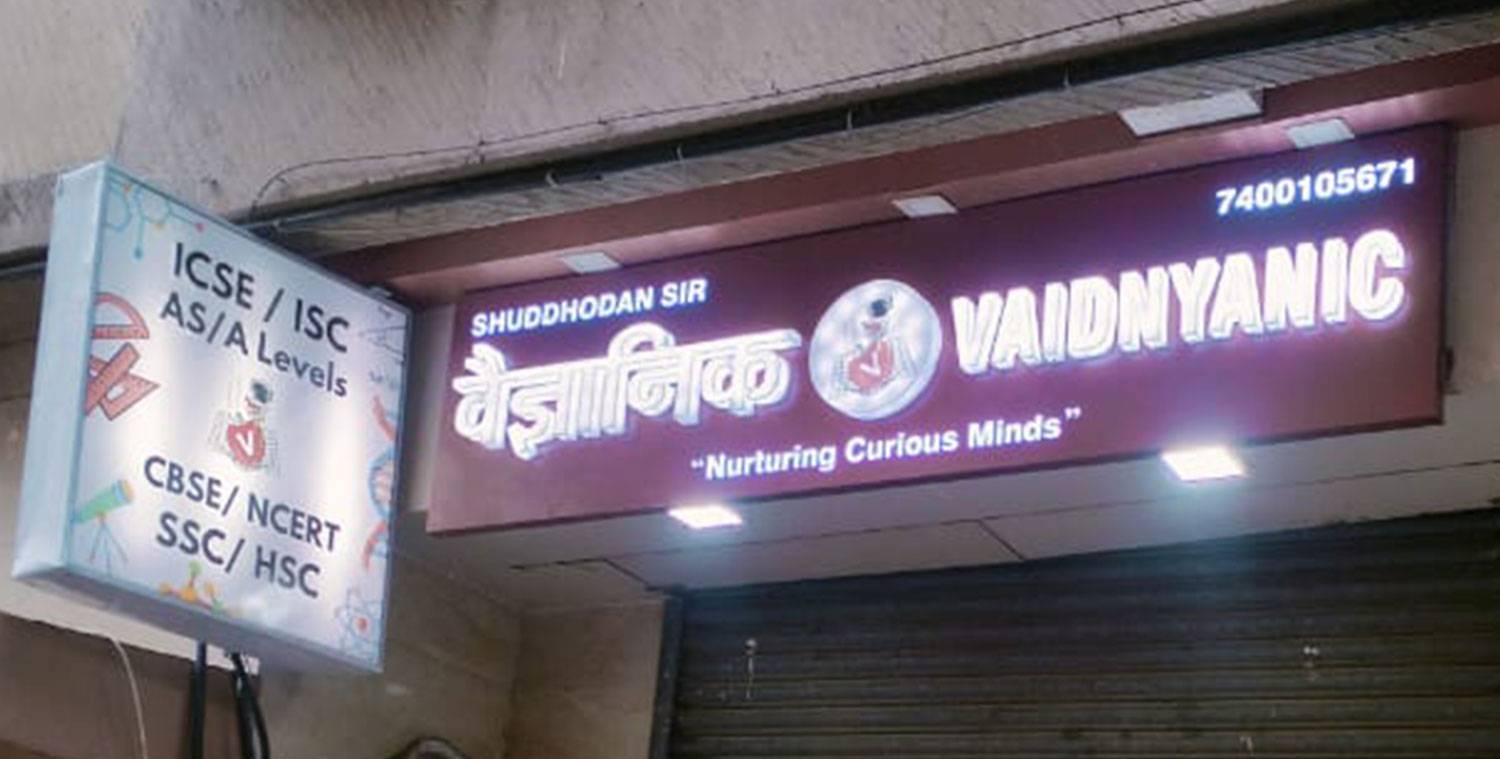 ICSE / ISC
AS/A Levels
V
CBSE/ NCERT
SSC/ HSC
SHUDDHODAN SIR
7400105671
वैज्ञानिक V VAIDNYANIC
“Nurturing Curious Minds”